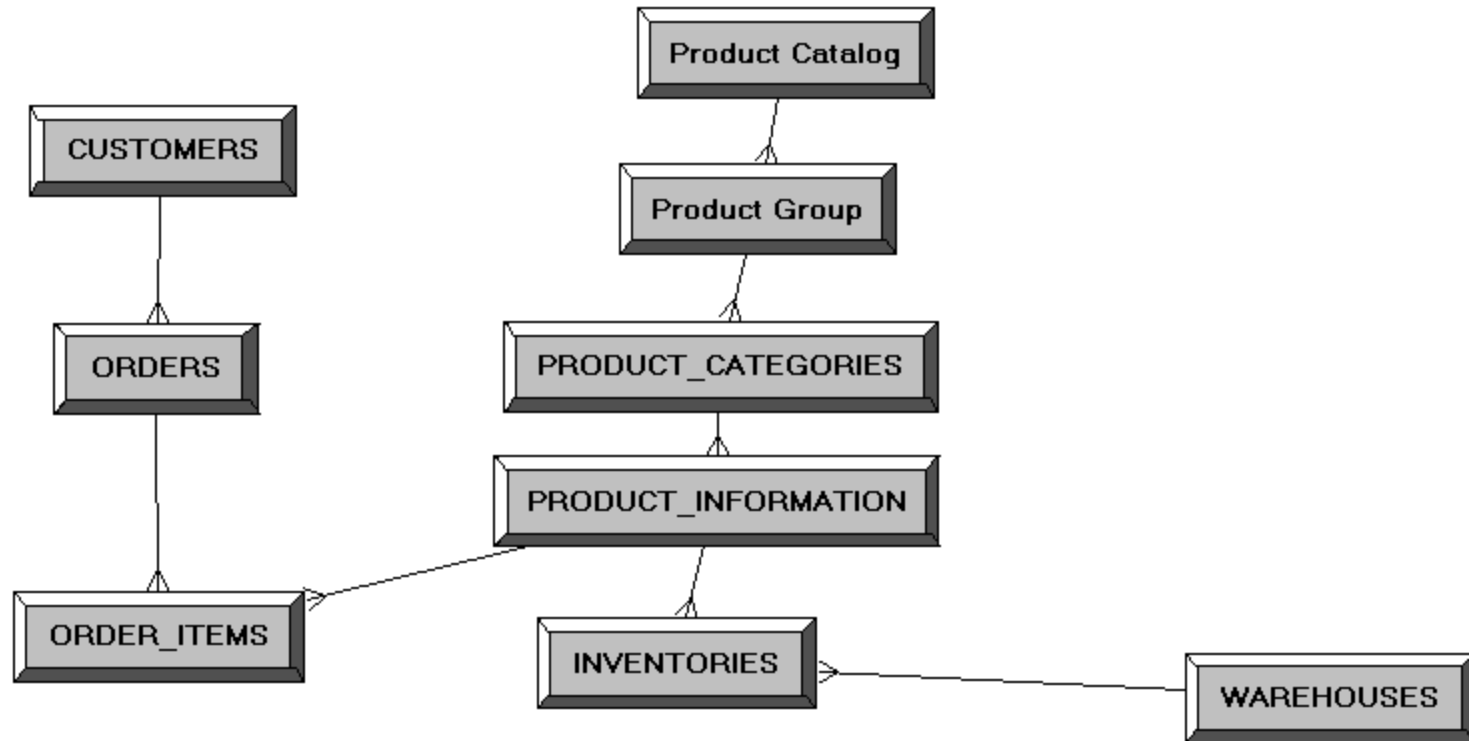 Product Catalog
CUSTOMERS
Product Group
ORDERS
PRODUCT_CATEGORIES
PRODUCT_INFORMATION
ORDER_ITEMS
INVENTORIES
WAREHOUSES